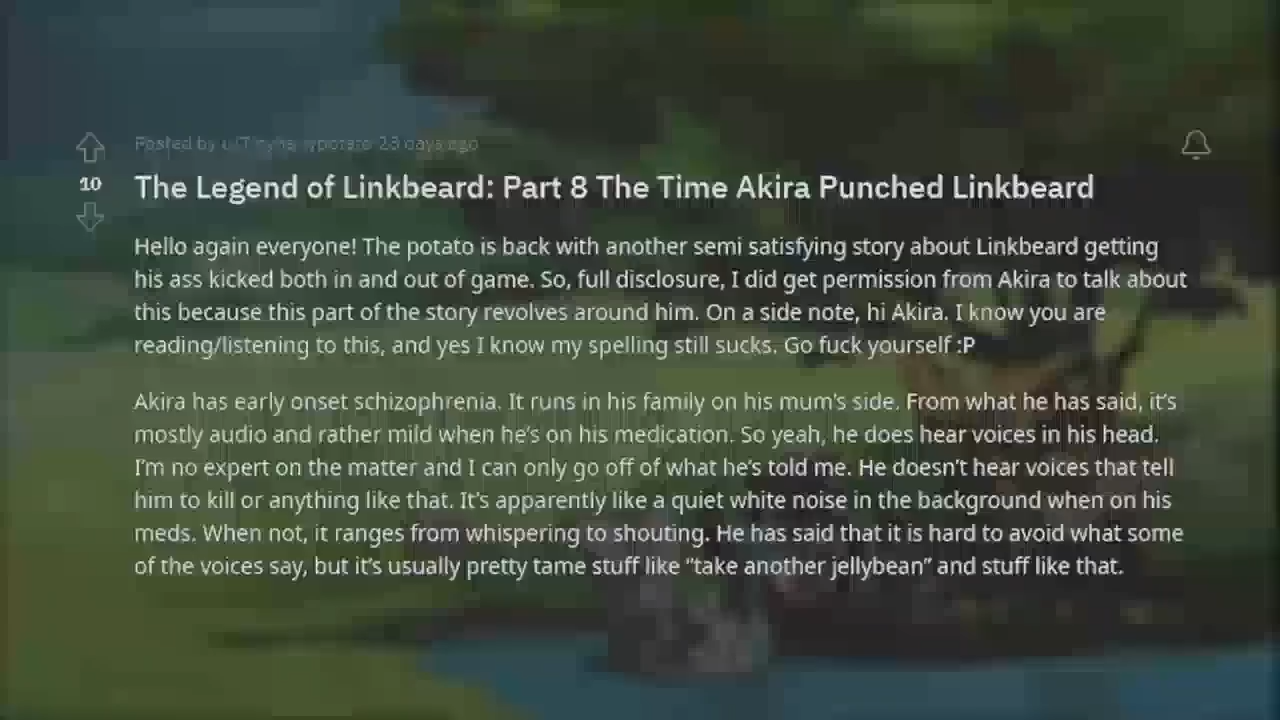 Posted by 23 days ago
10
The Legend of Linkbeard: Part 8 The Time Akira Punched Linkbeard
Hello again everyone! The potato is back with another semi satisfying story about Linkbeard getting
his ass kicked both in and out of game. So, full disclosure, I did get permission from Akira to talk about
this because this part of the story revolves around him. On a side note, hi Akira. I know you are
reading/listening to this, and yes I know my spelling still sucks. Go fuck yourself :P
Akira has early onset schizophrenia. It runs in his family on his mum’s side. From what he has said, it’s
mostly audio and rather mild when he’s on his medication. So yeah, he does hear voices in his head.
I’m no expert on the matter and I can only go off of what he’s told me. He doesn’t hear voices that tell
him to kill or anything like that. It’s apparently like a quiet white noise in the background when on his
meds. When not, it ranges from whispering to shouting. He has said that it is hard to avoid what some
of the voices say, but it’s usually pretty tame stuff like “take another jellybean” and stuff like that.